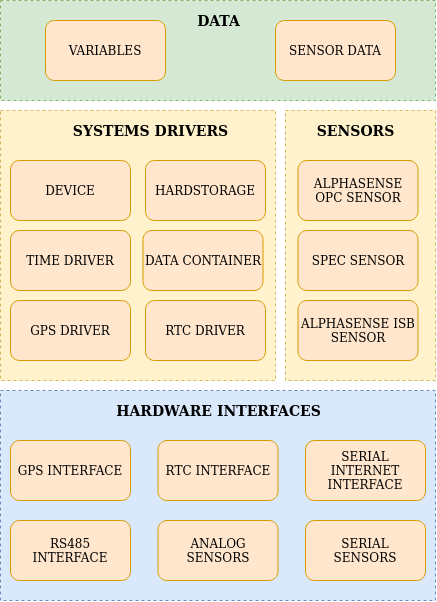 DATA
VARIABLES
SENSOR DATA
SYSTEMS DRIVERS
DEVICE
HARDSTORAGE
TIME DRIVER
DATA CONTAINER
GPS DRIVER
RTC DRIVER
SENSORS
ALPHASENSE
OPC SENSOR
SPEC SENSOR
ALPHASENSE ISB
SENSOR
HARDWARE INTERFACES
GPS INTERFACE
RTC INTERFACE
SERIAL
INTERNET
INTERFACE
RS485
INTERFACE
ANALOG
SENSORS
SERIAL
SENSORS